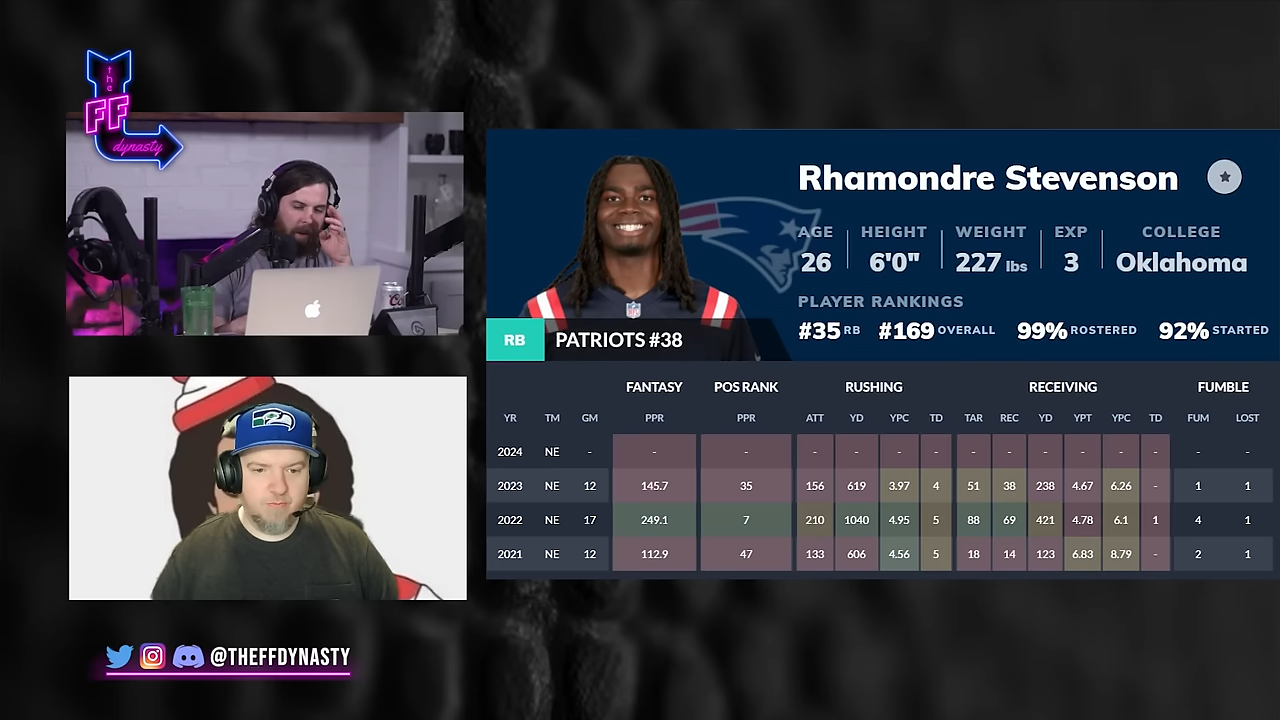 the
FF
dynasty
Rhamondre Stevenson
AGE HEIGHT WEIGHT EXP COLLEGE
26 6'0" 227 lbs 3 Oklahoma
PLAYER RANKINGS
#35 RB #169 OVERALL 99% ROSTERED 92% STARTED
RB PATRIOTS #38
FANTASY POS RANK RUSHING RECEIVING FUMBLE
YR TM GM PPR PPR ATT YD YPC TD TAR REC YD YPT YPC TD FUM LOST
2024 NE - - - - - - - - - - - - - - -
2023 NE 12 145.7 35 156 619 3.97 4 51 38 238 4.67 6.26 - 1 1
2022 NE 17 249.1 7 210 1040 4.95 5 88 69 421 4.78 6.1 1 4 1
2021 NE 12 112.9 47 133 606 4.56 5 18 14 123 6.83 8.79 - 2 1
@THEFFDYNASTY